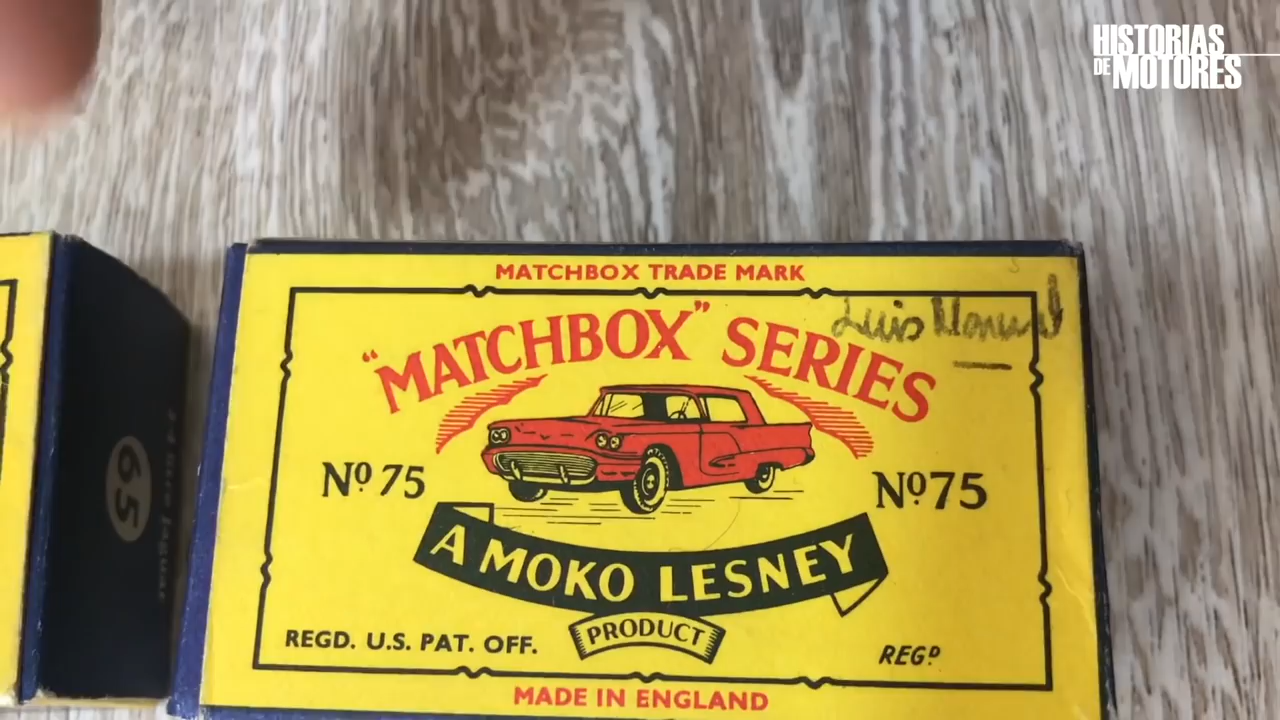 HISTORIAS
DE MOTORES
MATCHBOX TRADE MARK
"MATCHBOX" SERIES
Luis Manuel
Nº 75
Nº 75
A MOKO LESNEY
PRODUCT
REGD. U.S. PAT. OFF.
REGD
MADE IN ENGLAND
65